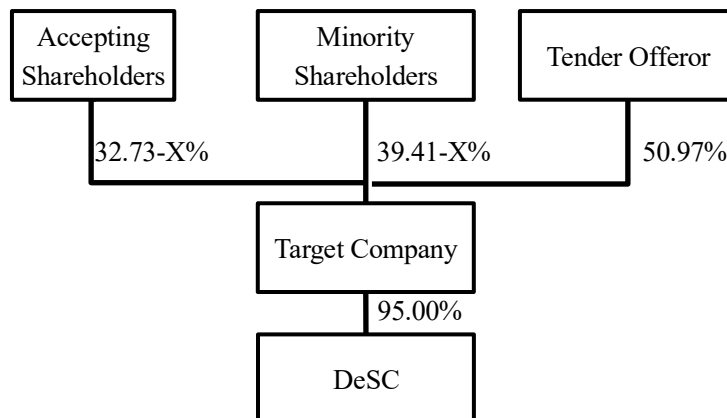 Accepting
Shareholders
Minority
Shareholders
Tender Offeror
32.73-X%
39.41-X%
50.97%
Target Company
95.00%
DeSC